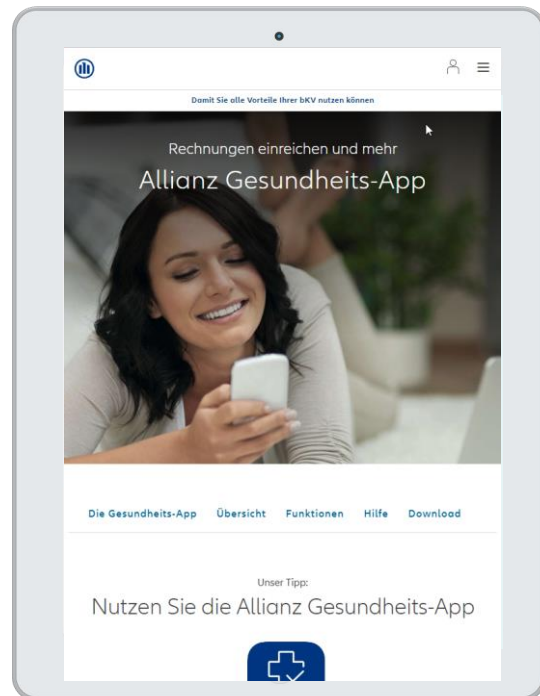 Damit Sie alle Vorteile Ihrer bKV nutzen können
Rechnungen einreichen und mehr
Allianz Gesundheits-App
Die Gesundheits-App Übersicht Funktionen Hilfe Download
Unser Tipp:
Nutzen Sie die Allianz Gesundheits-App